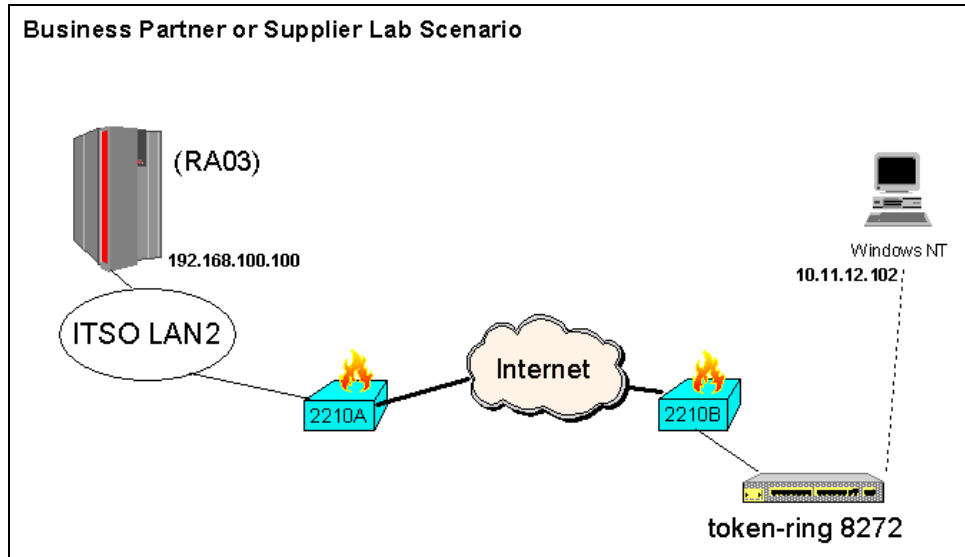 Business Partner or Supplier Lab Scenario
(RA03)
192.168.100.100
ITSO LAN2
2210A
Internet
2210B
Windows NT
10.11.12.102
token-ring 8272